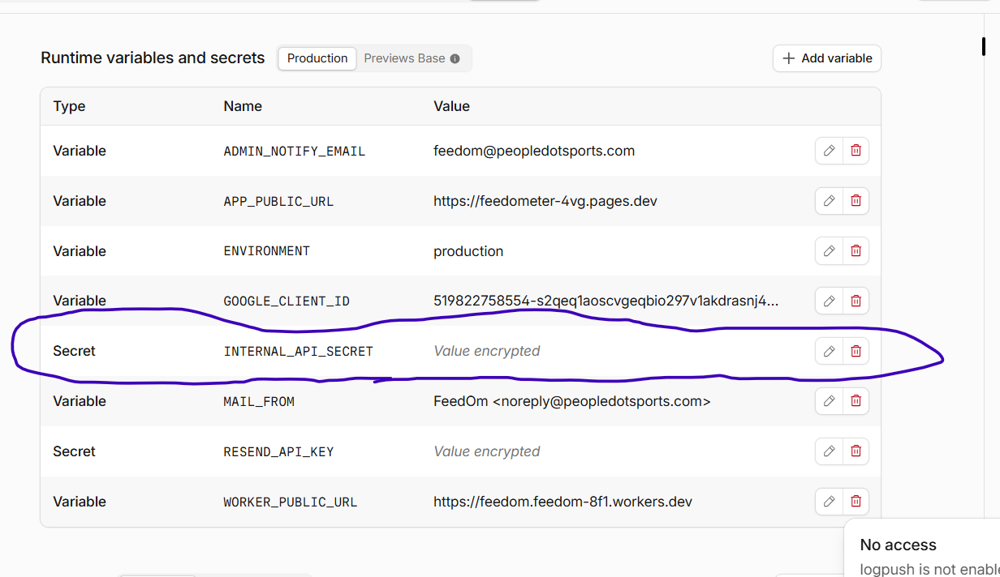 Runtime variables and secrets Production Previews Base Add variable
Type Name Value
Variable ADMIN_NOTIFY_EMAIL feedom@peopledotsports.com
Variable APP_PUBLIC_URL https://feedometer-4vg.pages.dev
Variable ENVIRONMENT production
Variable GOOGLE_CLIENT_ID 519822758554-s2qeq1aoscvgeqbio297v1akdrasnj4...
Secret INTERNAL_API_SECRET Value encrypted
Variable MAIL_FROM FeedOm <noreply@peopledotsports.com>
Secret RESEND_API_KEY Value encrypted
Variable WORKER_PUBLIC_URL https://feedom.feedom-8f1.workers.dev
No access
logpush is not enable